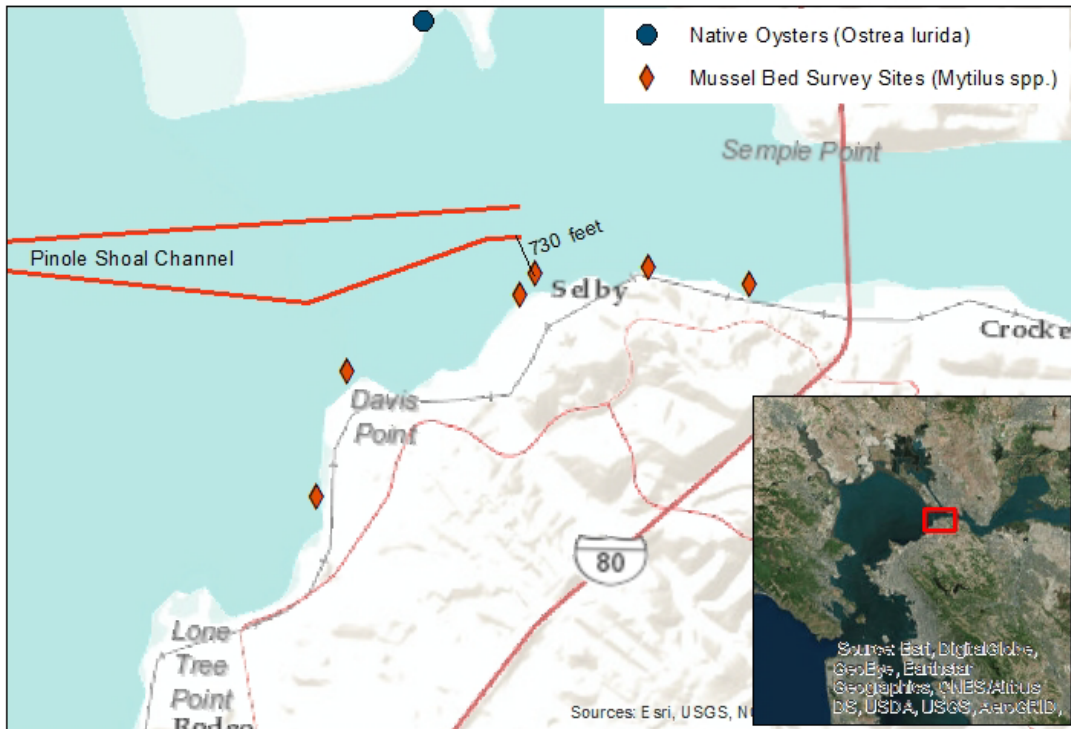 Native Oysters (Ostrea lurida)
Mussel Bed Survey Sites (Mytilus spp.)
Semple Point
730 feet
Pinole Shoal Channel
Selby
Crocke
Davis
Point
80
Lone
Tree
Point
Rodeo
Sources: Esri, USGS, N
Source: Esri, DigitalGlobe,
GeoEye, Earthstar
Geographics, CNES/Airbus
DS, USDA, USGS, AeroGRID,